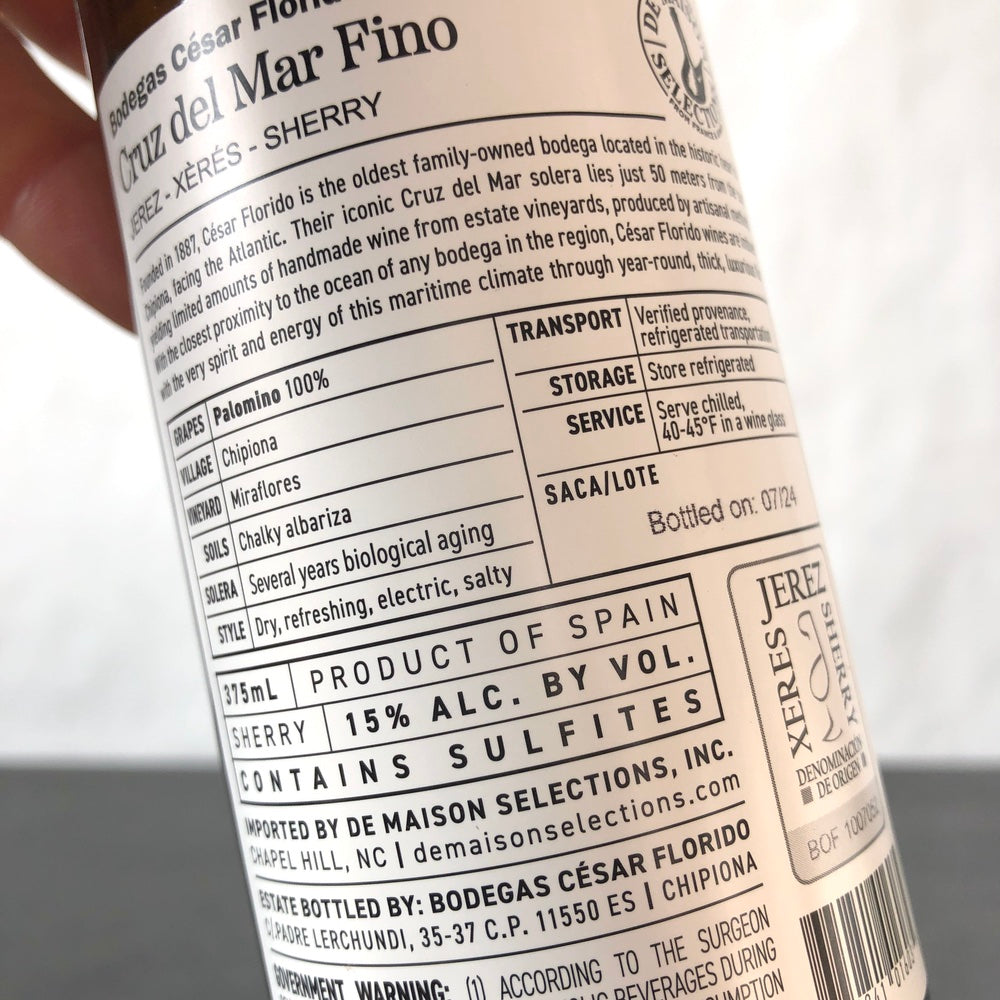 Bodegas César Florido
Cruz del Mar Fino
JEREZ - XÈRÉS - SHERRY
DE
SELECTIO
Founded in 1887, César Florido is the oldest family-owned bodega located in the historic
Chipiona, facing the Atlantic. Their iconic Cruz del Mar solera lies just 50 meters from the
yielding limited amounts of handmade wine from estate vineyards, produced by artisanal
With the closest proximity to the ocean of any bodega in the region, César Florido wines are
with the very spirit and energy of this maritime climate through year-round, thick, luxurious
GRAPES Palomino 100%
VILLAGE Chipiona
VINEYARD Miraflores
SOILS Chalky albariza
SOLERA Several years biological aging
STYLE Dry, refreshing, electric, salty
TRANSPORT Verified provenance,
refrigerated transportation
STORAGE Store refrigerated
SERVICE Serve chilled,
40-45°F in a wine glass
SACA/LOTE
Bottled on: 07/24
375mL PRODUCT OF SPAIN
SHERRY 15% ALC. BY VOL.
CONTAINS SULFITES
IMPORTED BY DE MAISON SELECTIONS, INC.
CHAPEL HILL, NC | demaisonselections.com
ESTATE BOTTLED BY: BODEGAS CÉSAR FLORIDO
C/.PADRE LERCHUNDI, 35-37 C.P. 11550 ES | CHIPIONA
GOVERNMENT WARNING: (1) ACCORDING TO THE SURGEON
BEVERAGES DURING
JEREZ
XERES
SHERRY
DENOMINACIÓN
DE ORIGEN
BOF